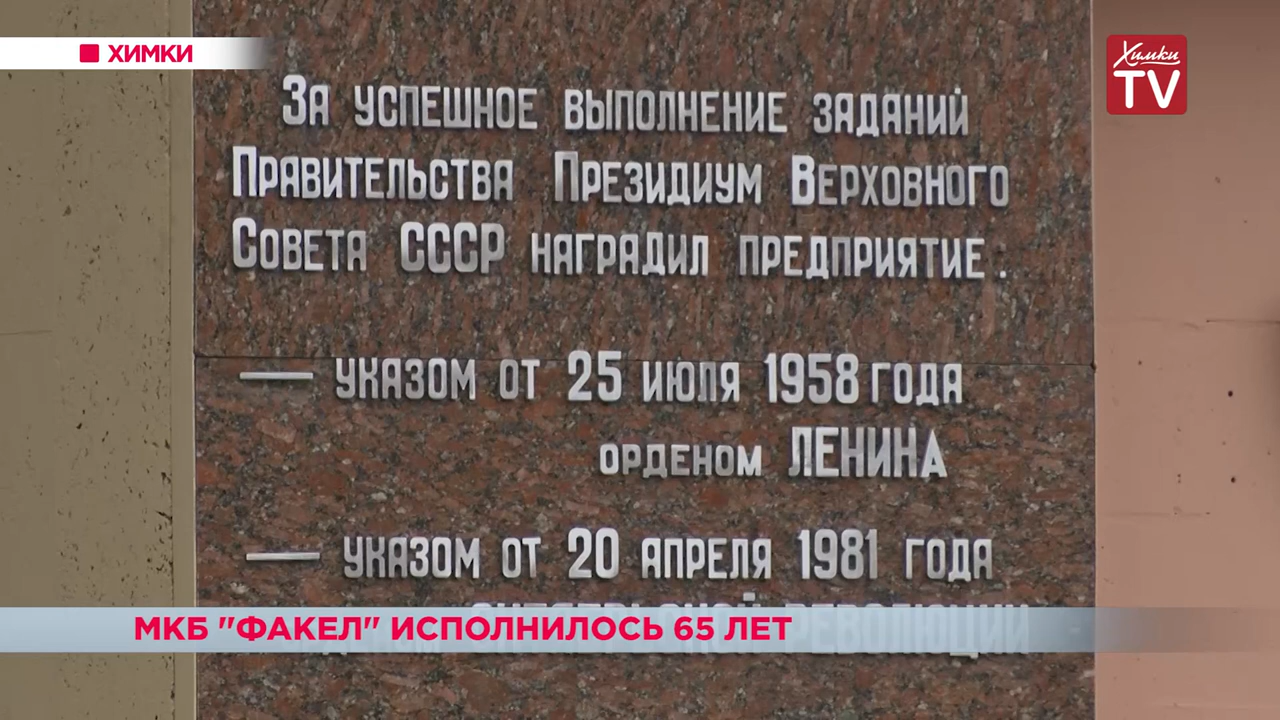 ХИМКИ
Химки
TV
За успешное выполнение заданий
Правительства Президиум Верховного
Совета СССР наградил предприятие.
— указом от 25 июля 1958 года
орденом ЛЕНИНА
— указом от 20 апреля 1981 года
РЕВОЛЮЦИИ
МКБ "ФАКЕЛ" ИСПОЛНИЛОСЬ 65 ЛЕТ